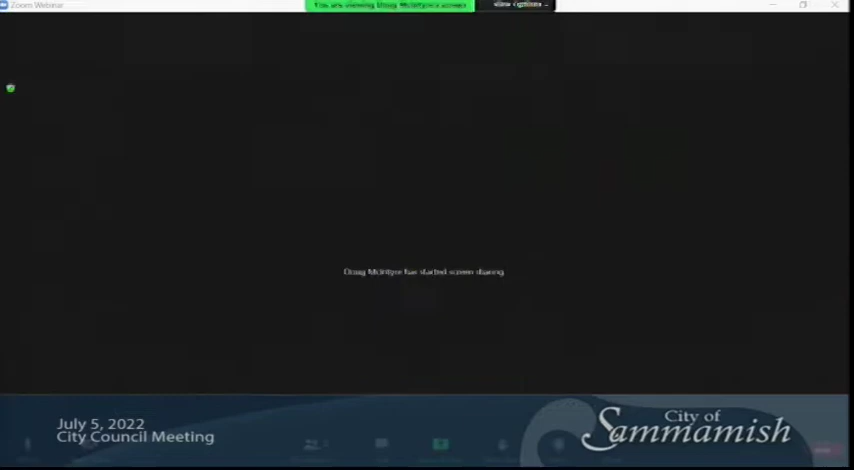 Zoom Webinar
You are viewing Doug McIntyre's screen
View Options
Doug McIntyre has started screen sharing
July 5, 2022
City Council Meeting
City of
Sammamish